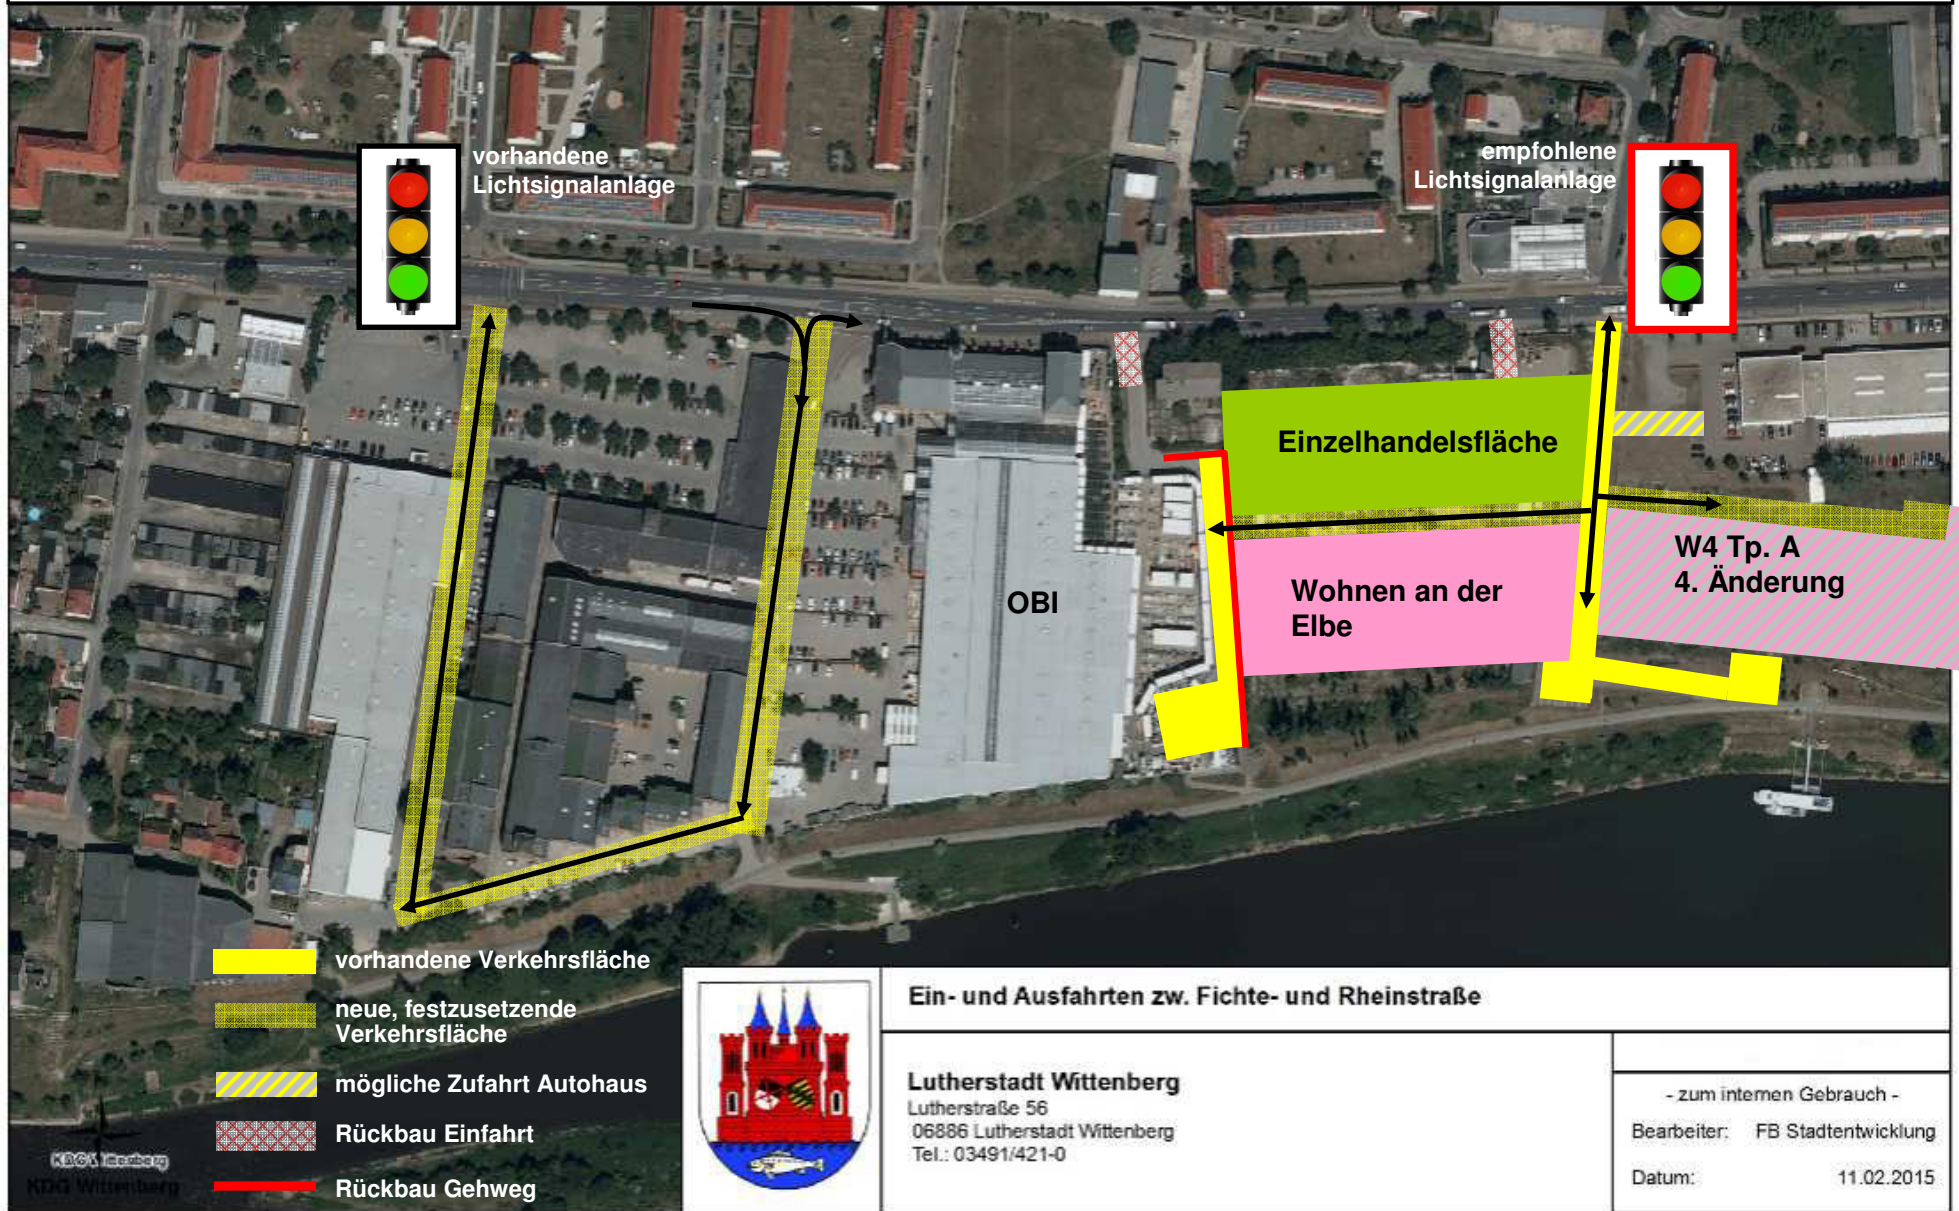 vorhandene
Lichtsignalanlage
empfohlene
Lichtsignalanlage
Einzelhandelsfläche
W4 Tp. A
4. Änderung
Wohnen an der
Elbe
OBI
vorhandene Verkehrsfläche
neue, festzusetzende
Verkehrsfläche
mögliche Zufahrt Autohaus
Rückbau Einfahrt
Rückbau Gehweg
KDG Wittenberg
KDG Wittenberg
Ein- und Ausfahrten zw. Fichte- und Rheinstraße
Lutherstadt Wittenberg
Lutherstraße 56
06886 Lutherstadt Wittenberg
Tel.: 03491/421-0
- zum internen Gebrauch -
Bearbeiter: FB Stadtentwicklung
Datum: 11.02.2015